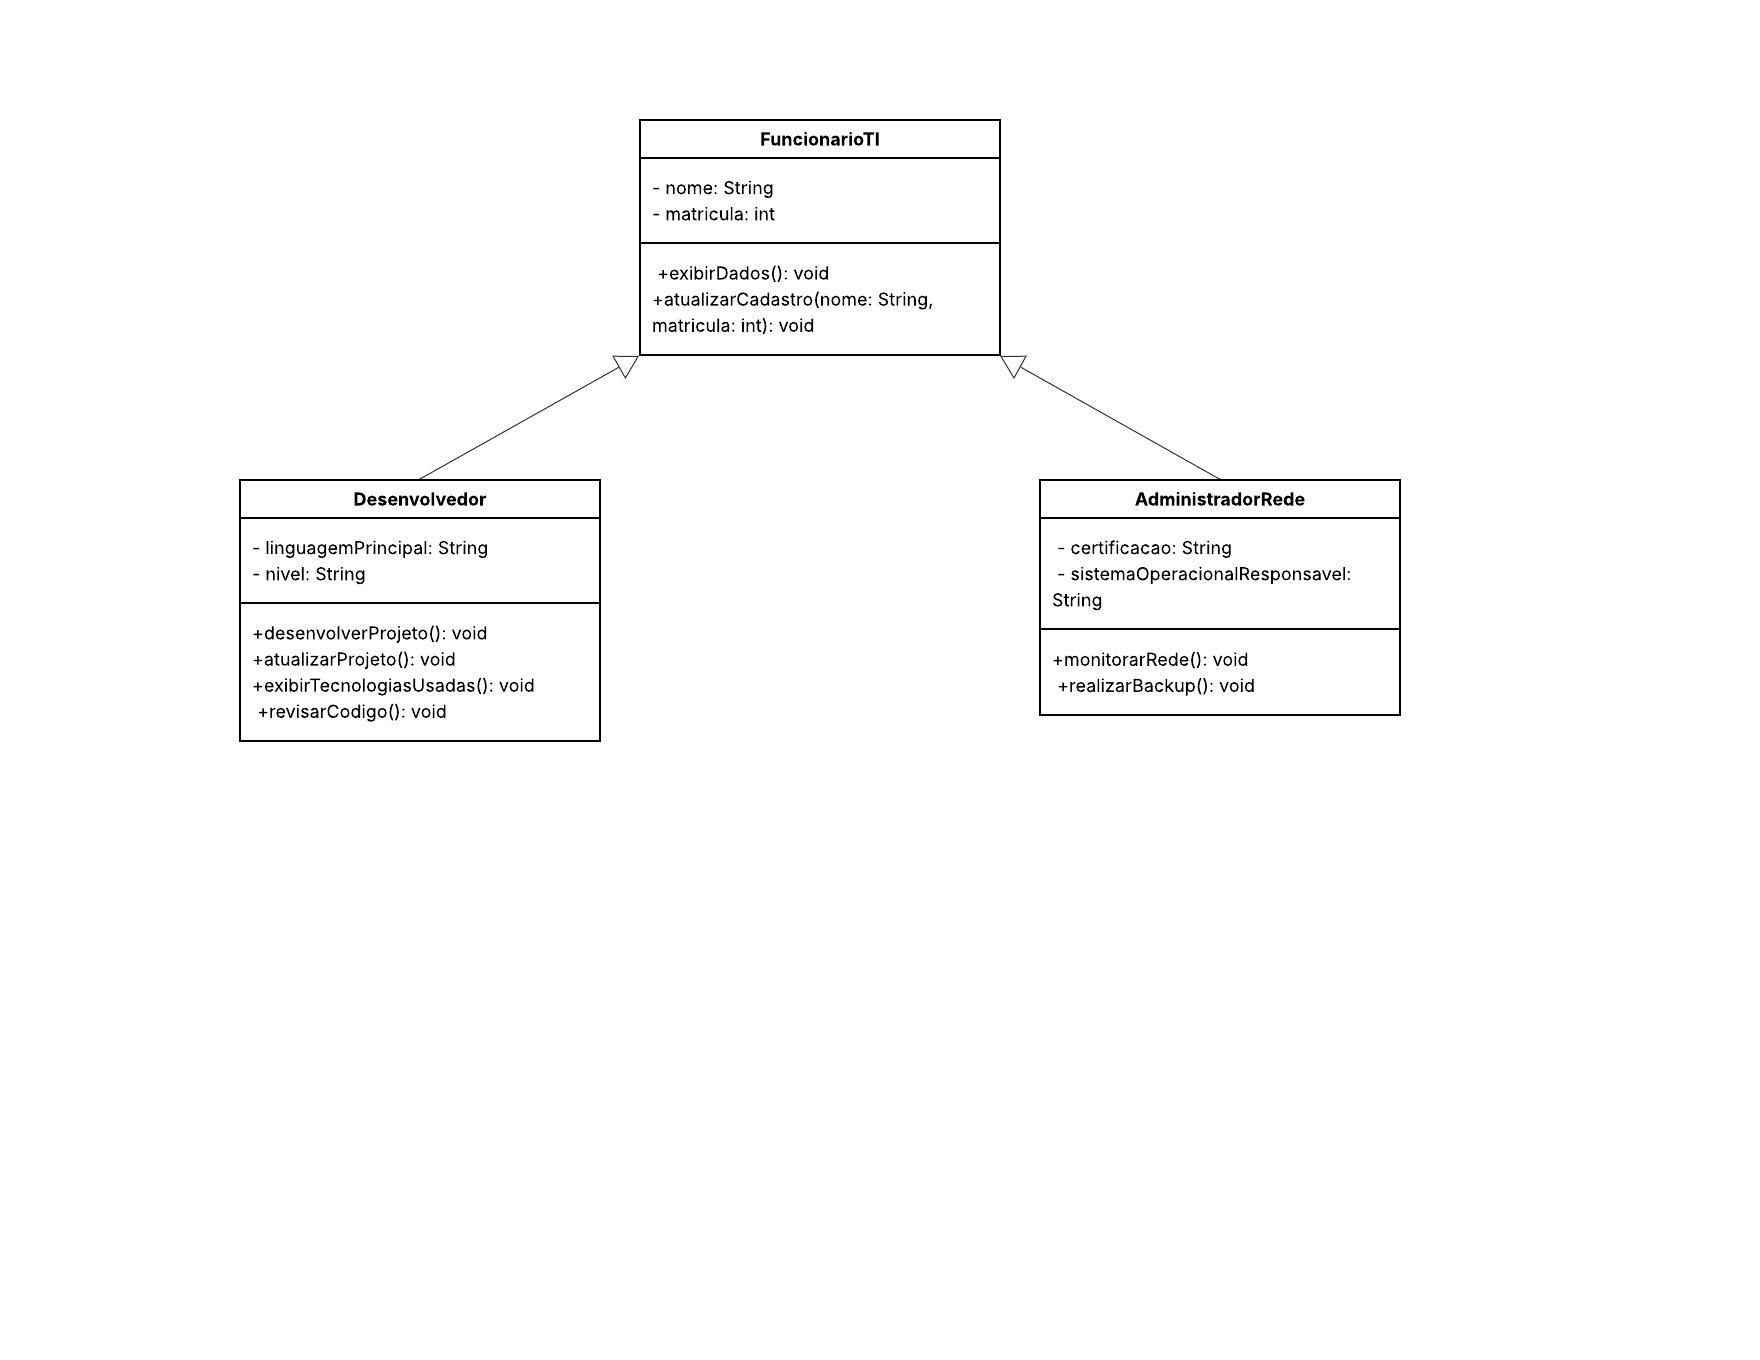 FuncionarioTI
- nome: String
- matricula: int
+exibirDados(): void
+atualizarCadastro(nome: String,
matricula: int): void
Desenvolvedor
- linguagemPrincipal: String
- nivel: String
+desenvolverProjeto(): void
+atualizarProjeto(): void
+exibirTecnologiasUsadas(): void
+revisarCodigo(): void
AdministradorRede
- certificacao: String
- sistemaOperacionalResponsavel:
String
+monitorarRede(): void
+realizarBackup(): void